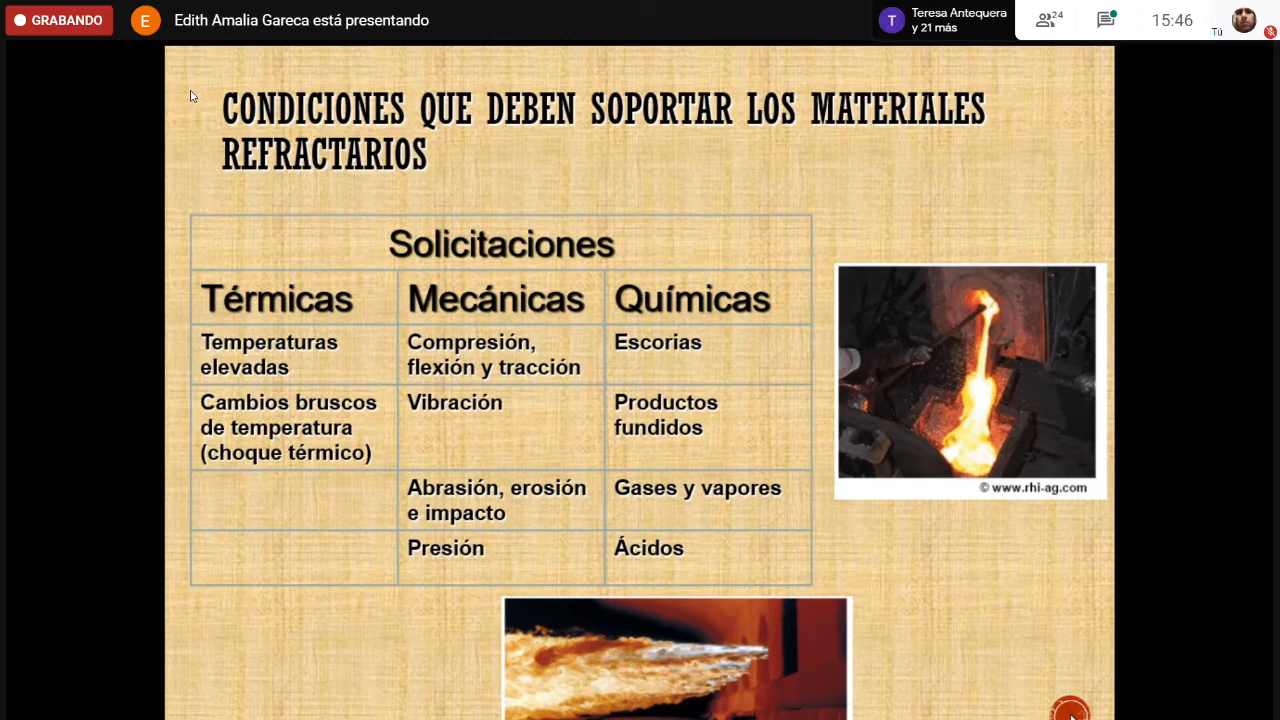 GRABANDO
E
Edith Amalia Gareca está presentando
T
Teresa Antequera
y 21 más
24
15:46
Tú
CONDICIONES QUE DEBEN SOPORTAR LOS MATERIALES
REFRACTARIOS
Solicitaciones
Térmicas Mecánicas Químicas
Temperaturas
elevadas
Compresión,
flexión y tracción
Escorias
Cambios bruscos
de temperatura
(choque térmico)
Vibración
Productos
fundidos
Abrasión, erosión
e impacto
Gases y vapores
Presión
Ácidos
© www.rhi-ag.com